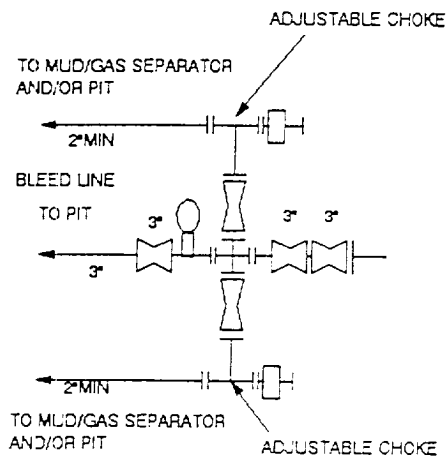 ADJUSTABLE CHOKE
TO MUD/GAS SEPARATOR
AND/OR PIT
2"MIN
BLEED LINE
TO PIT
3"
3"
3"
3"
2"MIN
TO MUD/GAS SEPARATOR
AND/OR PIT
ADJUSTABLE CHOKE